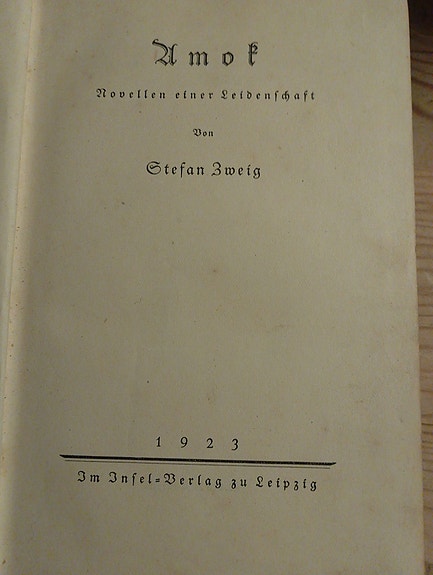 Amok
Novellen einer Leidenschaft
Von
Stefan Zweig
1923
Im Insel-Verlag zu Leipzig